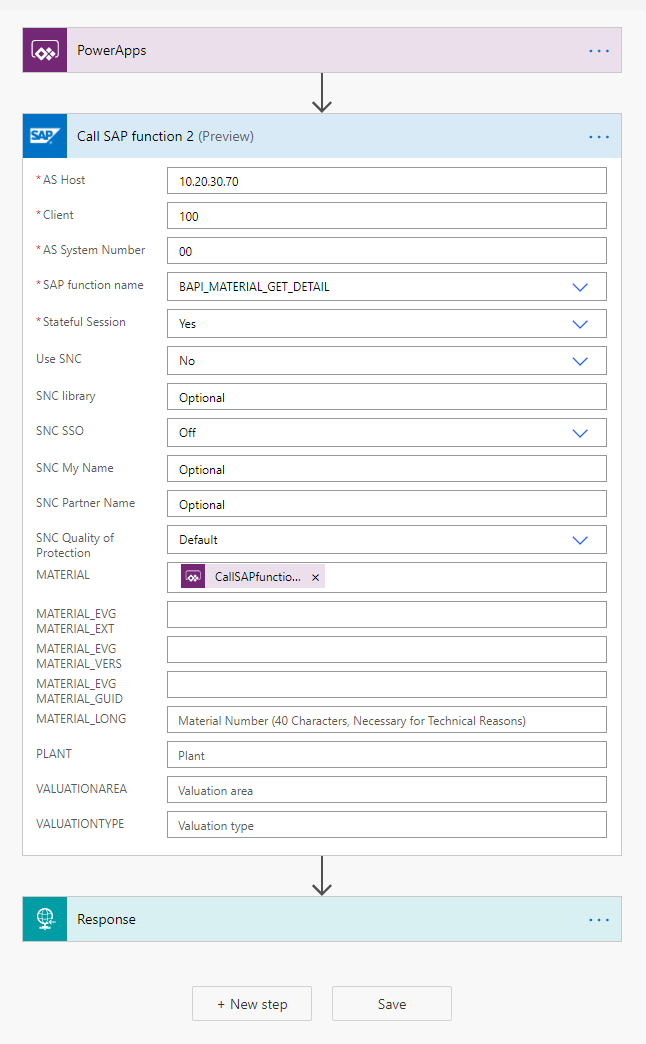 PowerApps
...
SAP
Call SAP function 2 (Preview)
...
*AS Host
10.20.30.70
*Client
100
*AS System Number
00
*SAP function name
BAPI_MATERIAL_GET_DETAIL
*Stateful Session
Yes
Use SNC
No
SNC library
Optional
SNC SSO
Off
SNC My Name
Optional
SNC Partner Name
Optional
SNC Quality of
Protection
Default
MATERIAL
CallSAPfunctio... ×
MATERIAL_EVG
MATERIAL_EXT
MATERIAL_EVG
MATERIAL_VERS
MATERIAL_EVG
MATERIAL_GUID
MATERIAL_LONG
Material Number (40 Characters, Necessary for Technical Reasons)
PLANT
Plant
VALUATIONAREA
Valuation area
VALUATIONTYPE
Valuation type
Response
...
+ New step
Save